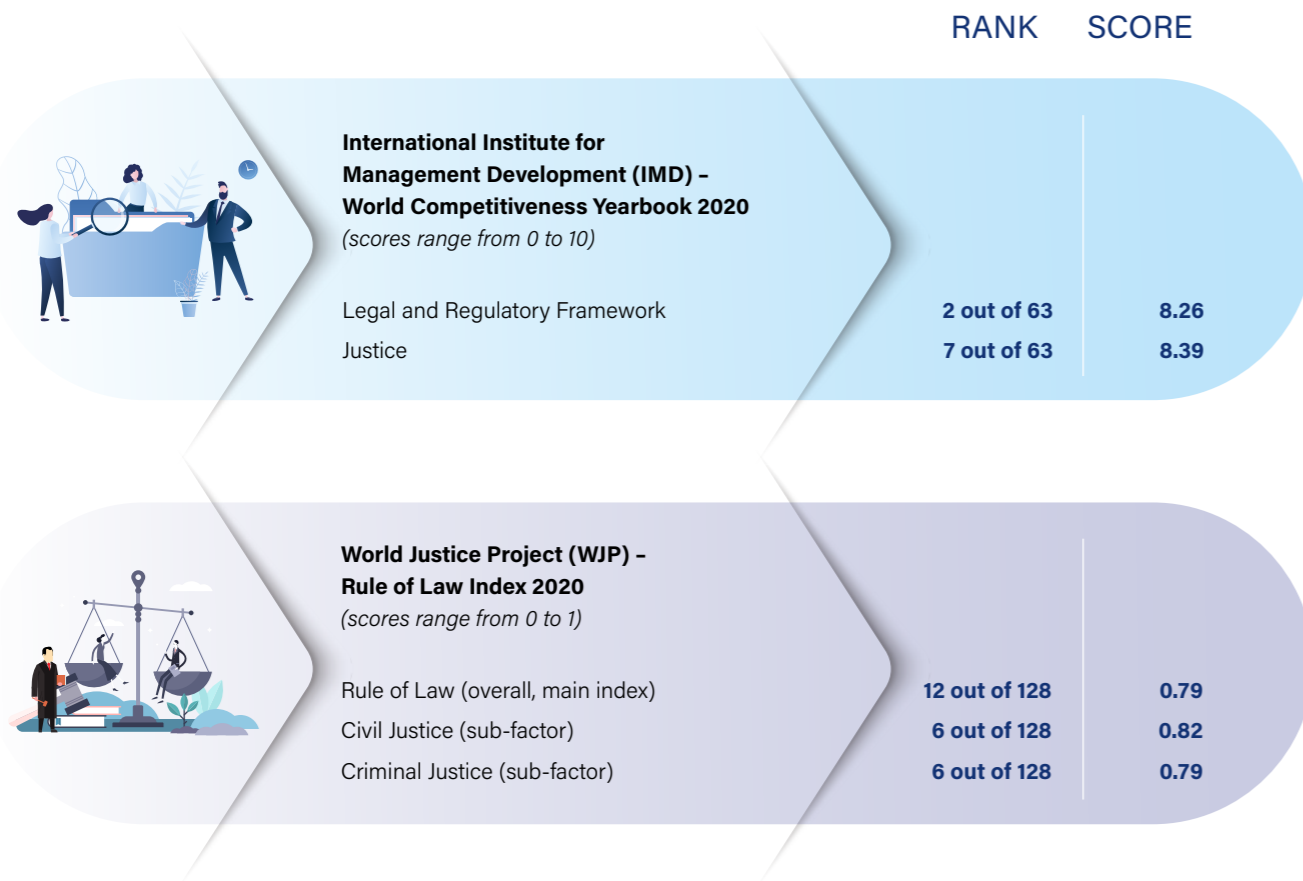 RANK SCORE
International Institute for
Management Development (IMD) –
World Competitiveness Yearbook 2020
(scores range from 0 to 10)
Legal and Regulatory Framework 2 out of 63 8.26
Justice 7 out of 63 8.39
World Justice Project (WJP) –
Rule of Law Index 2020
(scores range from 0 to 1)
Rule of Law (overall, main index) 12 out of 128 0.79
Civil Justice (sub-factor) 6 out of 128 0.82
Criminal Justice (sub-factor) 6 out of 128 0.79